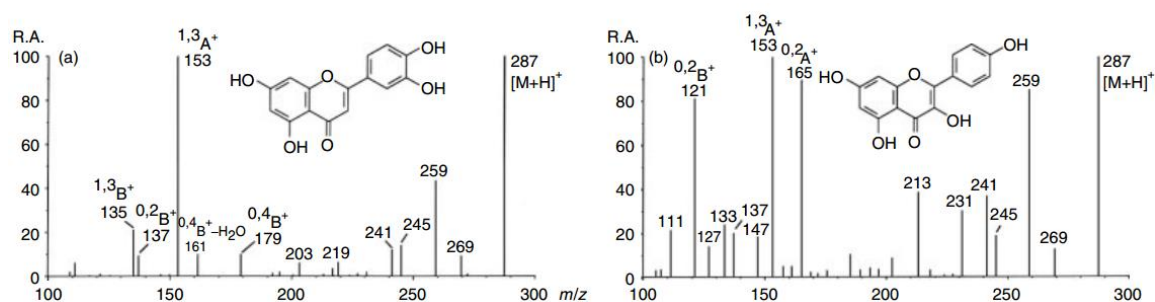 R.A.
(a)
1,3A+
153
287
[M+H]+
100
80
60
40
20
0
1,3B+
135
0,2B+
137
0,4B+–H2O
161
0,4B+
179
203
219
241
245
259
269
HO
O
OH
OH
OH
O
100
150
200
250
300
m/z
R.A.
(b)
1,3A+
153
0,2A+
165
0,2B+
121
287
[M+H]+
100
80
60
40
20
0
111
127
133
137
147
213
231
241
245
259
269
HO
O
OH
OH
OH
O
100
150
200
250
300
m/z